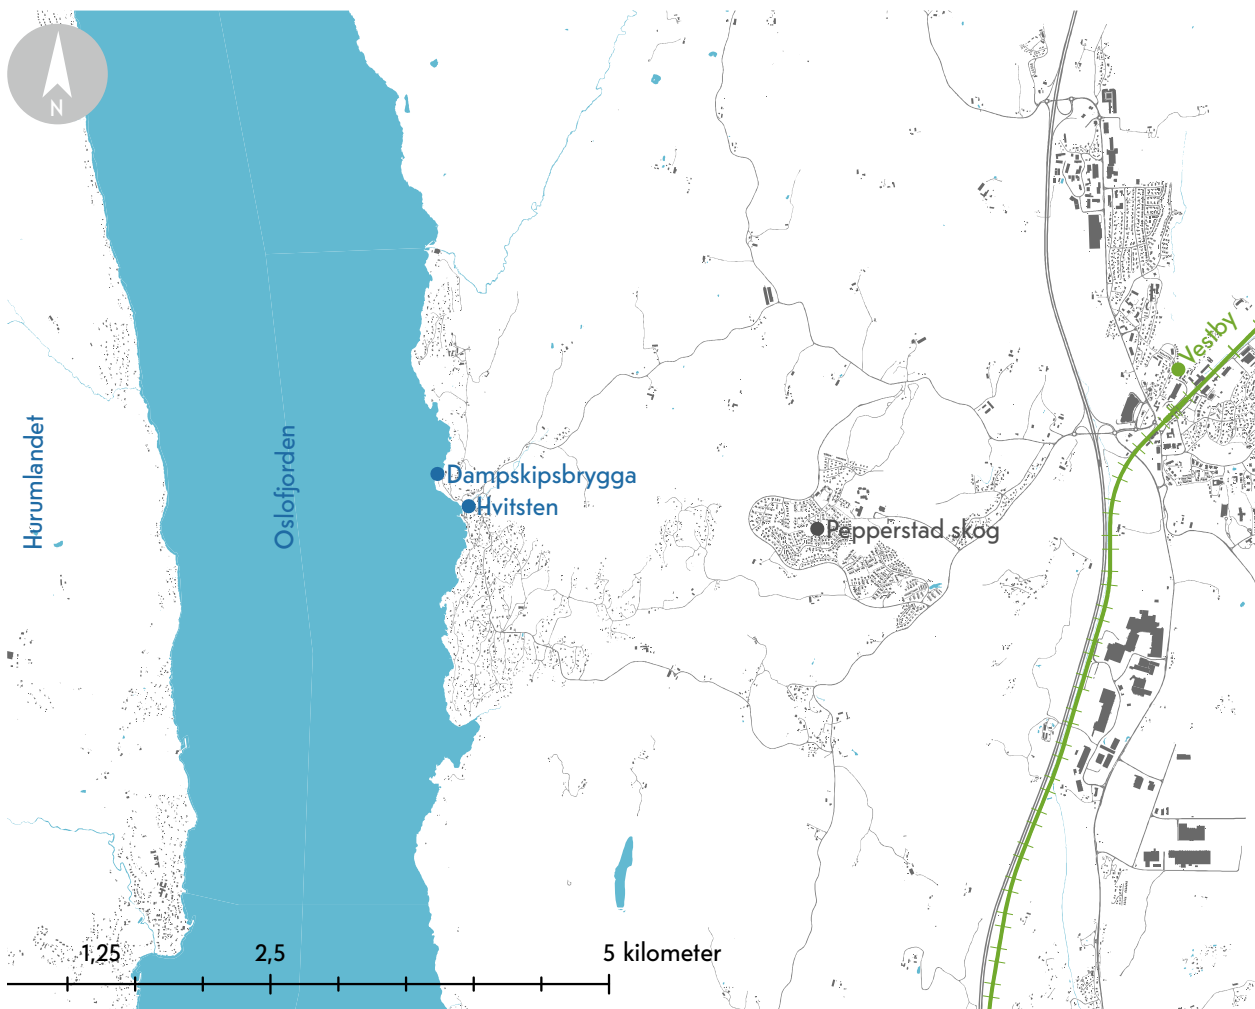 N
Vestby
Hurumlandet
Oslofjorden
Dampskipsbrygga
Hvitsten
Pepperstad skog
1,25
2,5
5 kilometer